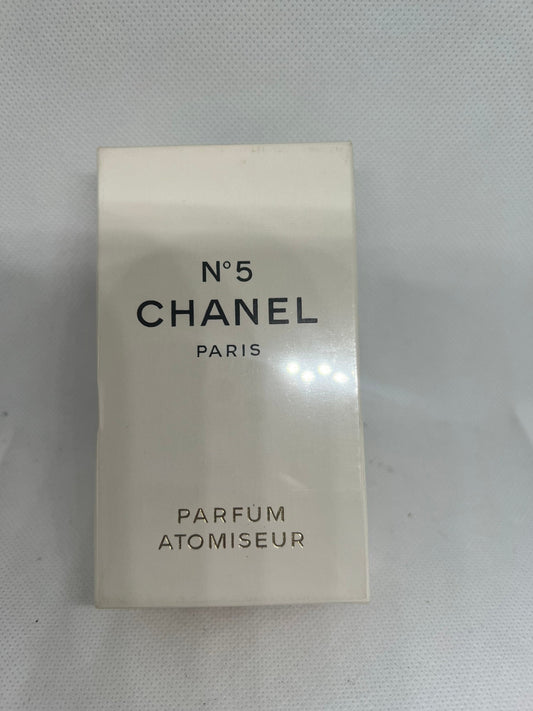 N° 5
CHANEL
PARIS
PARFUM
ATOMISEUR